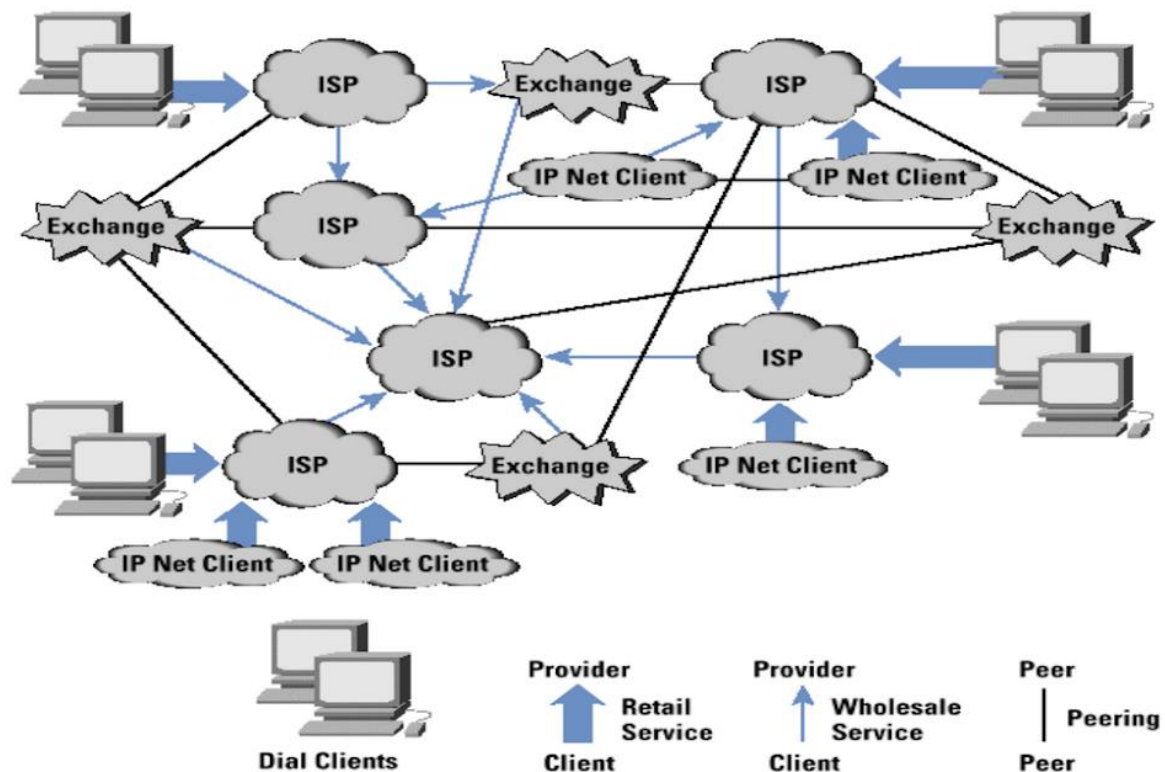 ISP
Exchange
ISP
IP Net Client
IP Net Client
Exchange
ISP
Exchange
ISP
ISP
ISP
Exchange
IP Net Client
IP Net Client
IP Net Client
Provider
Provider
Peer
Retail
Service
Wholesale
Service
Peering
Dial Clients
Client
Client
Peer